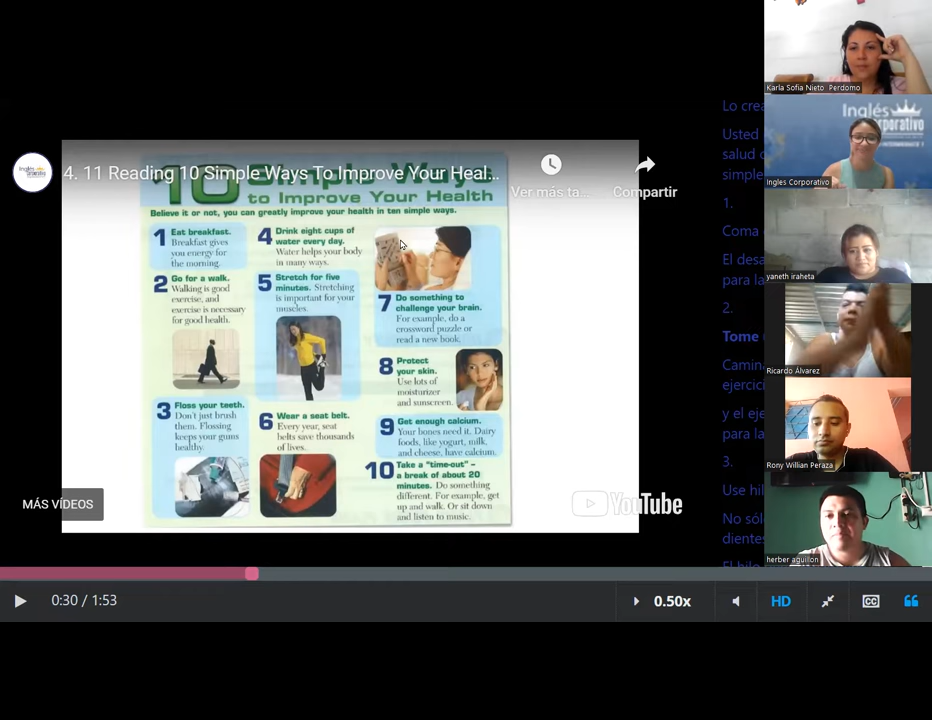 4. 11 Reading 10 Simple Ways To Improve Your Heal...
Ver más ta...
Compartir
10 Simple Ways
to Improve Your Health
Believe it or not, you can greatly improve your health in ten simple ways.
1 Eat breakfast.
Breakfast gives
you energy for
the morning.
2 Go for a walk.
Walking is good
exercise, and
exercise is necessary
for good health.
3 Floss your teeth.
Don't just brush
them. Flossing
keeps your gums
healthy.
4 Drink eight cups of
water every day.
Water helps your body
in many ways.
5 Stretch for five
minutes. Stretching
is important for your
muscles.
6 Wear a seat belt.
Every year, seat
belts save thousands
of lives.
7 Do something to
challenge your brain.
For example, do a
crossword puzzle or
read a new book.
8 Protect
your skin.
Use lots of
moisturizer
and sunscreen.
9 Get enough calcium.
Your bones need it. Dairy
foods, like yogurt, milk,
and cheese, have calcium.
10 Take a "time-out" –
a break of about 20
minutes. Do something
different. For example, get
up and walk. Or sit down
and listen to music.
MÁS VÍDEOS
YouTube
0:30 / 1:53
0.50x
HD
CC
Lo crea
Usted
salud
simple
1.
Coma
El desa
para la
2.
Tome
Camin
ejercici
y el eje
para la
3.
Use hil
No sól
dientes
El hilo
Karla Sofia Nieto Perdomo
Inglés
Corporativo
Ingles Corporativo
yaneth iraheta
Ricardo Álvarez
Rony Willian Peraza
herber aguillon